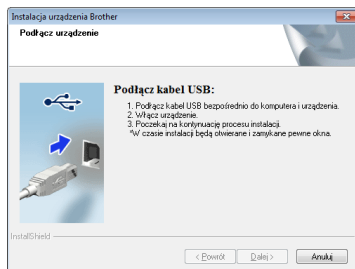 Instalacja urządzenia Brother
Podłącz urządzenie
Podłącz kabel USB:
1. Podłącz kabel USB bezpośrednio do komputera i urządzenia.
2. Włącz urządzenie.
3. Poczekaj na kontynuację procesu instalacji.
*W czasie instalacji będą otwierane i zamykane pewne okna.
InstallShield
< Powrót Dalej > Anuluj